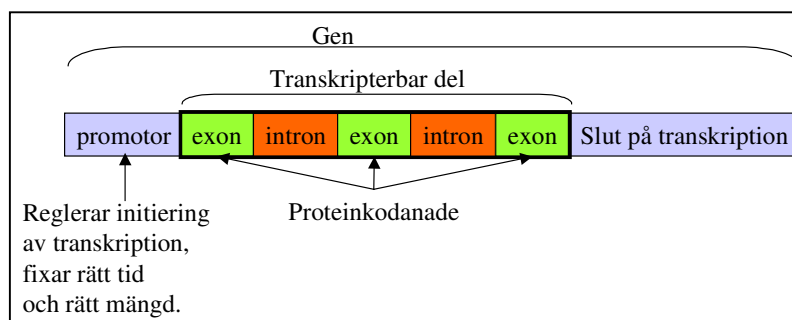 Gen
Transkripterbar del
promotor exon intron exon intron exon Slut på transkription
Reglerar initiering
av transkription,
fixar rätt tid
och rätt mängd.
Proteinkodanade